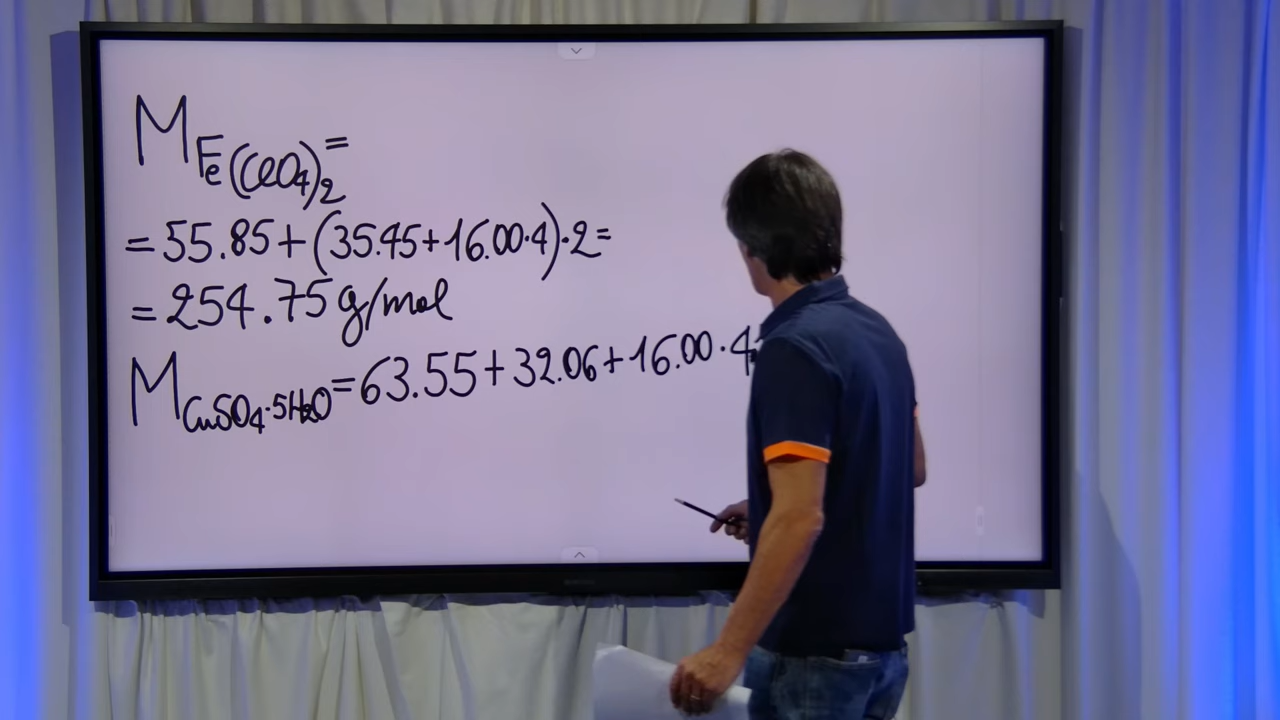 M Fe(ClO₄)₂ =
= 55.85 + (35.45 + 16.00·4)·2 =
= 254.75 g/mol
M CuSO₄·5H₂O = 63.55 + 32.06 + 16.00·4